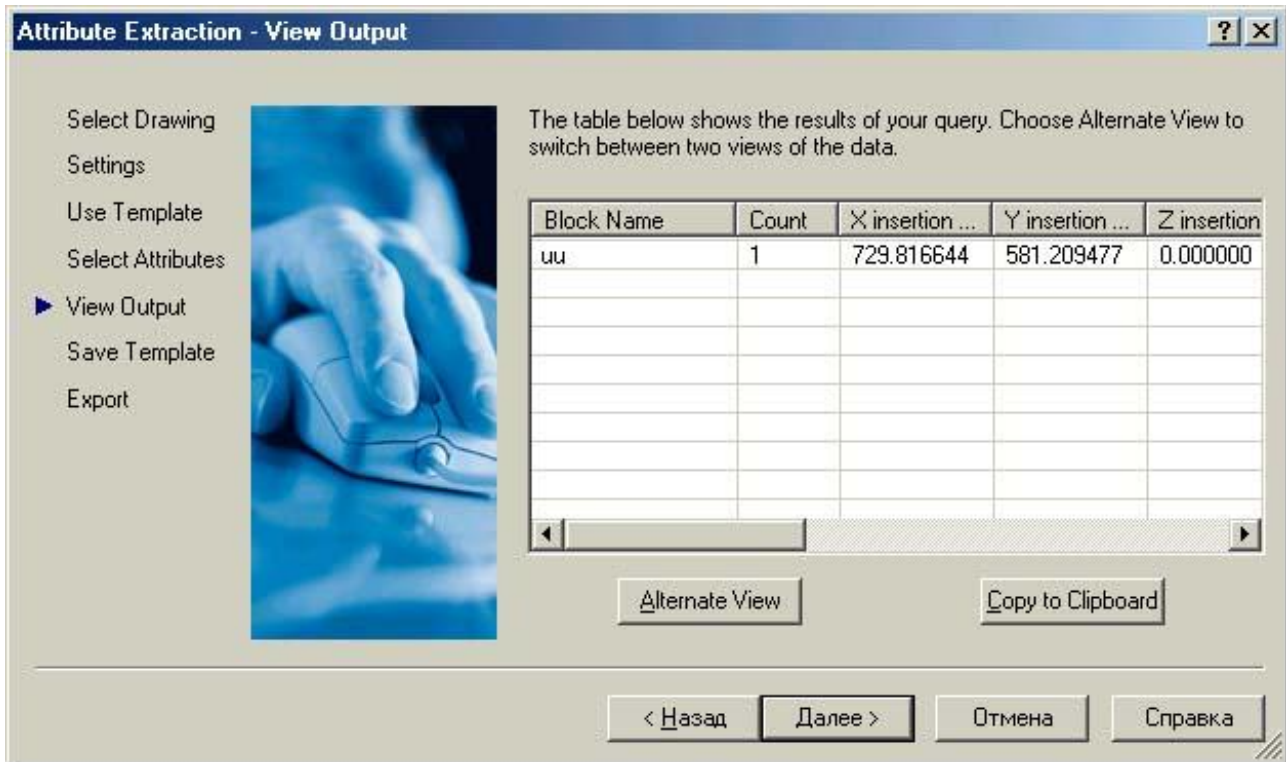 Attribute Extraction - View Output
Select Drawing
Settings
Use Template
Select Attributes
View Output
Save Template
Export
The table below shows the results of your query. Choose Alternate View to
switch between two views of the data.
Block Name Count X insertion ... Y insertion ... Z insertion
uu 1 729.816644 581.209477 0.000000
Alternate View Copy to Clipboard
< Назад Далее > Отмена Справка